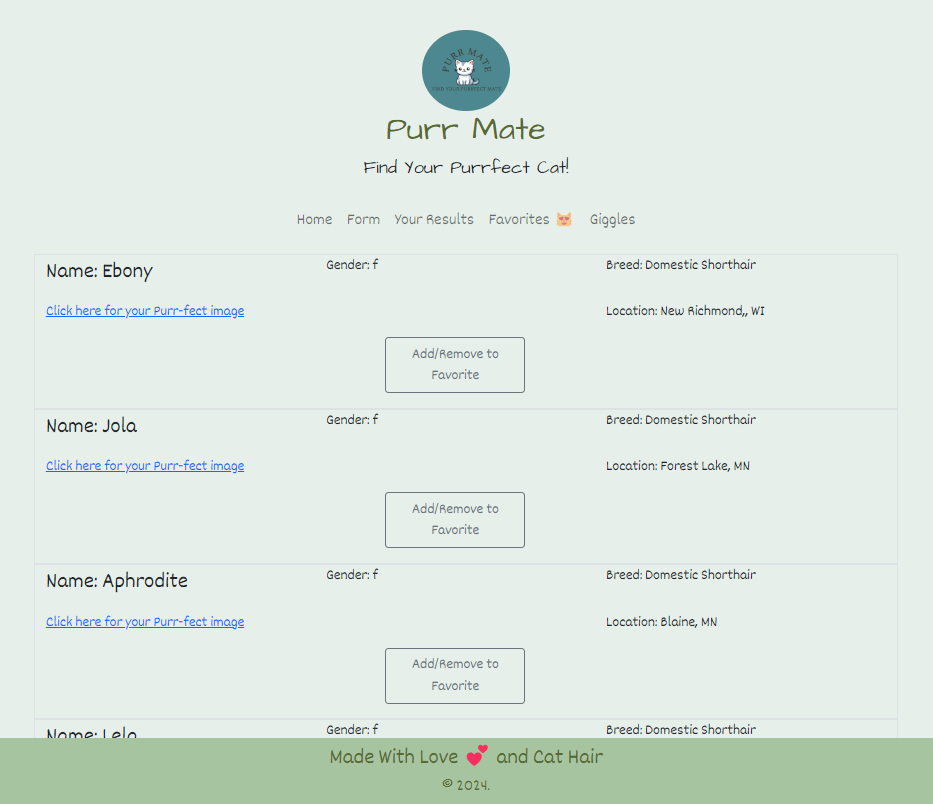 PURR MATE
FIND YOUR PURRFECT MATE
Purr Mate
Find Your Purrfect Cat!
Home Form Your Results Favorites 😻 Giggles
Name: Ebony Gender: f Breed: Domestic Shorthair
Click here for your Purr-fect image Location: New Richmond,, WI
Add/Remove to
Favorite
Name: Jola Gender: f Breed: Domestic Shorthair
Click here for your Purr-fect image Location: Forest Lake, MN
Add/Remove to
Favorite
Name: Aphrodite Gender: f Breed: Domestic Shorthair
Click here for your Purr-fect image Location: Blaine, MN
Add/Remove to
Favorite
Name: Lela Gender: f Breed: Domestic Shorthair
Made With Love 💕 and Cat Hair
© 2024.